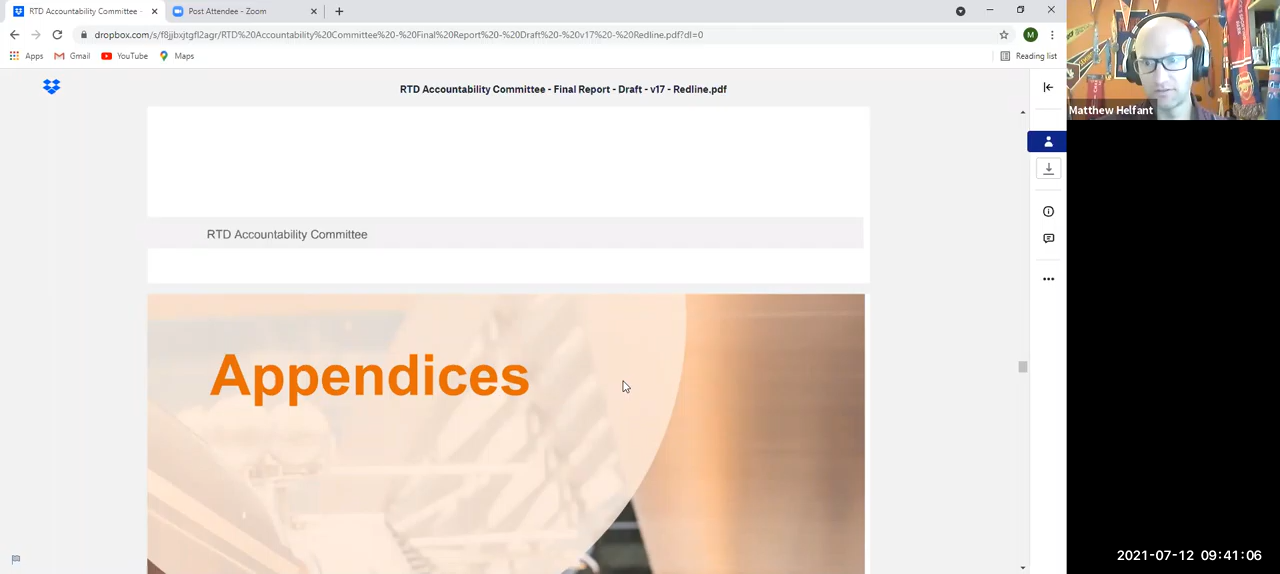 RTD Accountability Committee -
Post Attendee - Zoom
dropbox.com/s/f8jjbxjtgfl2agr/RTD%20Accountability%20Committee%20-%20Final%20Report%20-%20Draft%20-%20v17%20-%20Redline.pdf?dl=0
M
Apps
Gmail
YouTube
Maps
Reading list
RTD Accountability Committee - Final Report - Draft - v17 - Redline.pdf
Matthew Helfant
RTD Accountability Committee
Appendices
2021-07-12 09:41:06